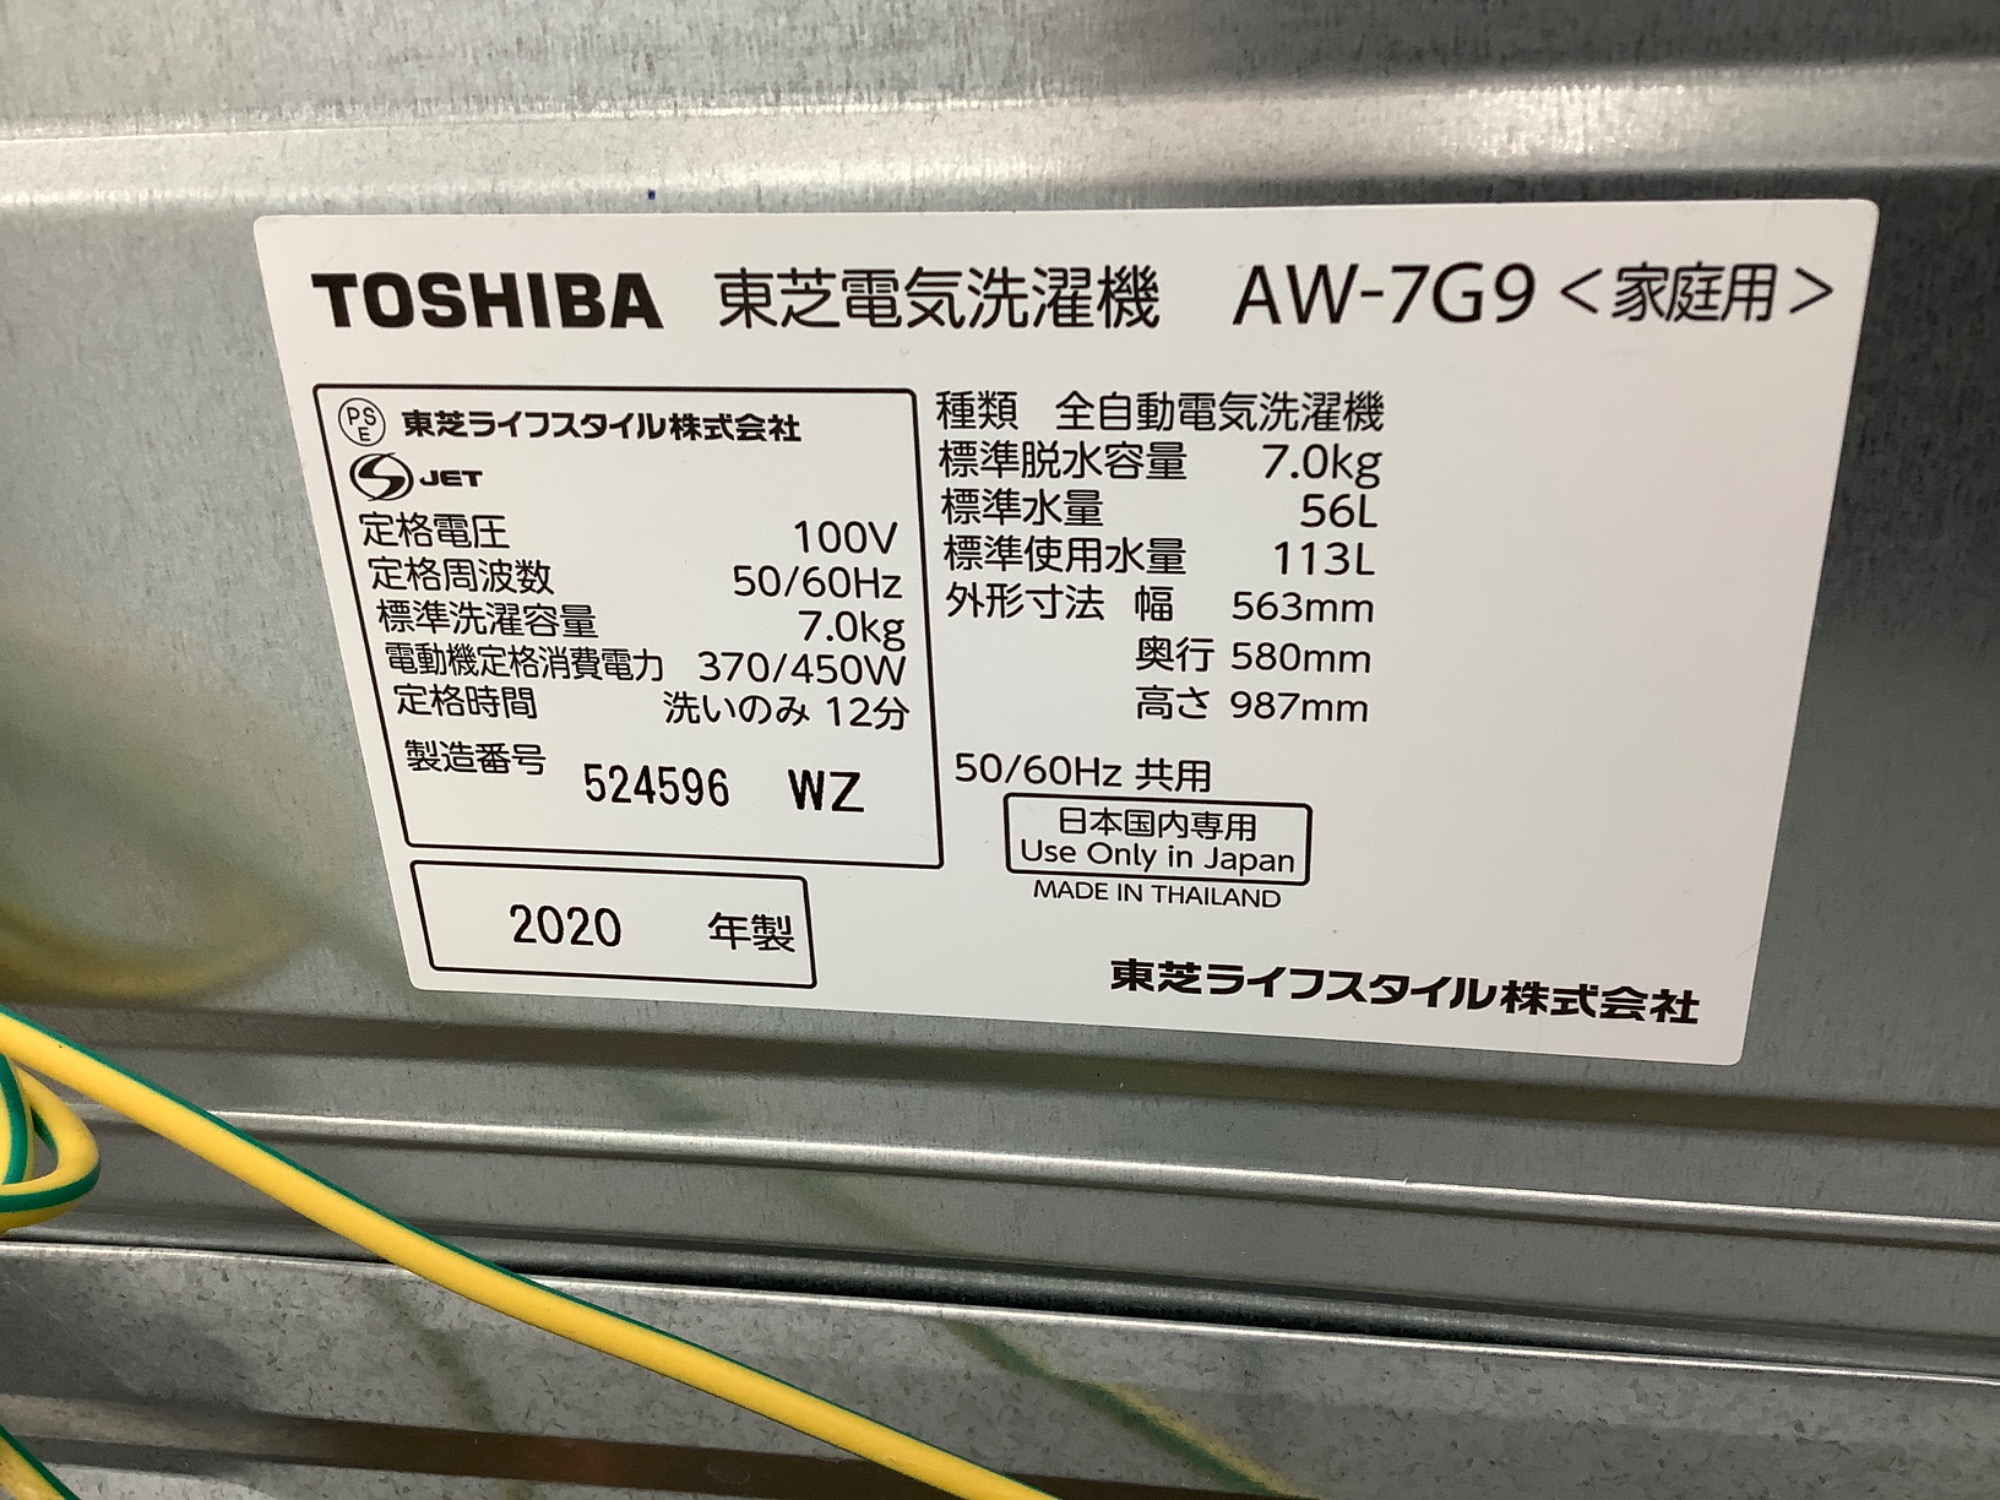 TOSHIBA 東芝電気洗濯機 AW-7G9 <家庭用>
PSE 東芝ライフスタイル株式会社
JET
定格電圧 100V
定格周波数 50/60Hz
標準洗濯容量 7.0kg
電動機定格消費電力 370/450W
定格時間 洗いのみ 12分
製造番号 524596 WZ
2020 年製
種類 全自動電気洗濯機
標準脱水容量 7.0kg
標準水量 56L
標準使用水量 113L
外形寸法 幅 563mm
奥行 580mm
高さ 987mm
50/60Hz 共用
日本国内専用
Use Only in Japan
MADE IN THAILAND
東芝ライフスタイル株式会社